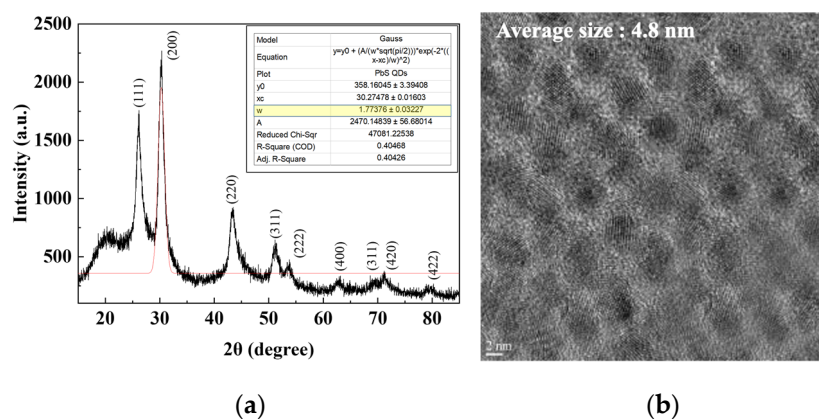 2500
2000
1500
1000
500
Intensity (a.u.)
(111)
(200)
(220)
(311)
(222)
(400)
(311)
(420)
(422)
20
30
40
50
60
70
80
2θ (degree)
Model Gauss
Equation y=y0 + (A/(w*sqrt(pi/2)))*exp(-2*((
x-xc)/w)^2)
Plot PbS QDs
y0 358.16045 ± 3.39408
xc 30.27478 ± 0.01603
w 1.77376 ± 0.03227
A 2470.14839 ± 56.68014
Reduced Chi-Sqr 47081.22538
R-Square (COD) 0.40468
Adj. R-Square 0.40426
(a)
Average size : 4.8 nm
2 nm
(b)